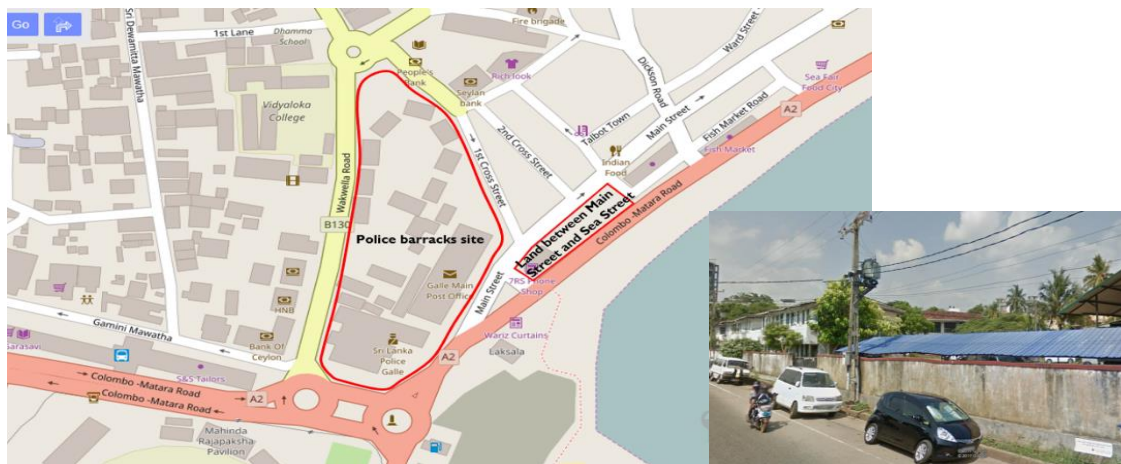 Go
1st Lane
Dhamma
School
Fire brigade
Ward Street
Sri Dewamitta Mawatha
People's
Bank
Seylan
bank
Rich look
Dickson Road
Sea Fair
Food City
A2
Vidyaloka
College
Wakwella Road
1st Cross Street
2nd Cross Street
Talbot Town
Main Street
Fish Market Road
Fish Market
Indian
Food
B130
Police barracks site
Land between Main
Street and Sea Street
Colombo -Matara Road
Galle Main
Post Office
Main Street
7RS Phone
Shop
HNB
Gamini Mawatha
Bank Of
Ceylon
Sri Lanka
Police
Galle
A2
Wariz Curtains
Laksala
Sarasavi
S&S Tailors
Colombo -Matara Road
Colombo -Matara Road
A2
Mahinda
Rajapaksha
Pavilion